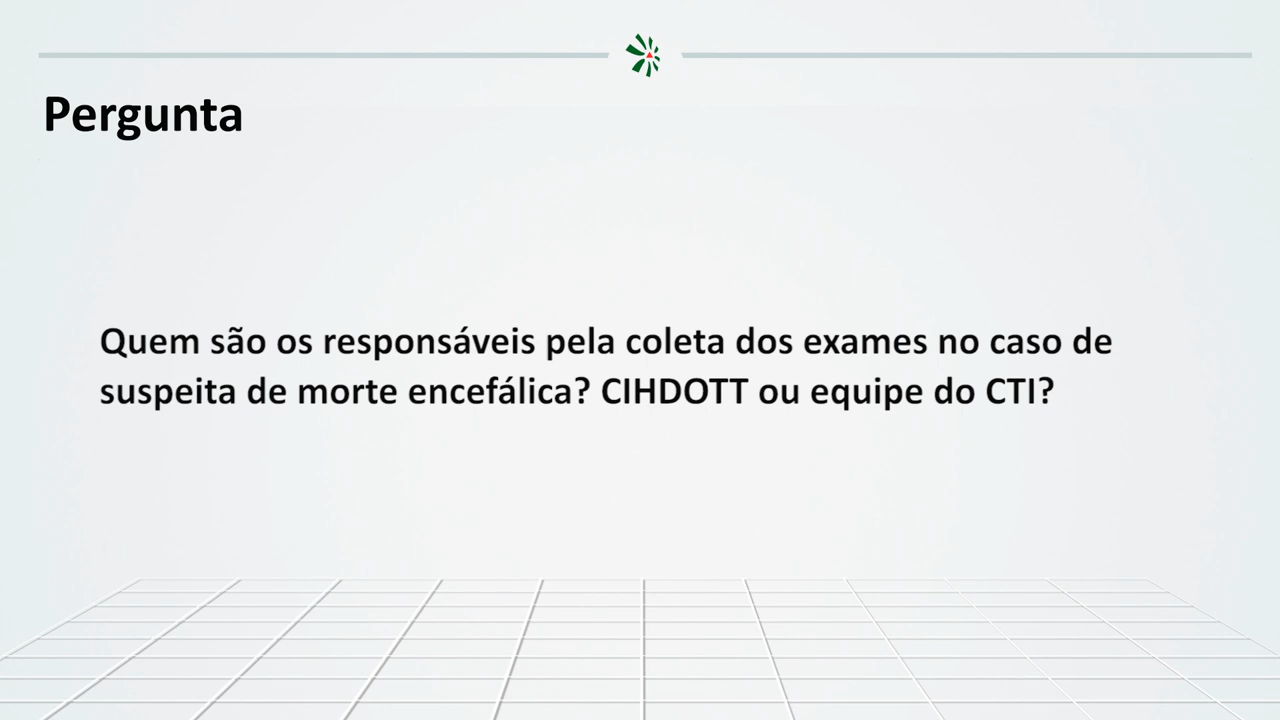 Pergunta
Quem são os responsáveis pela coleta dos exames no caso de
suspeita de morte encefálica? CIHDOTT ou equipe do CTI?